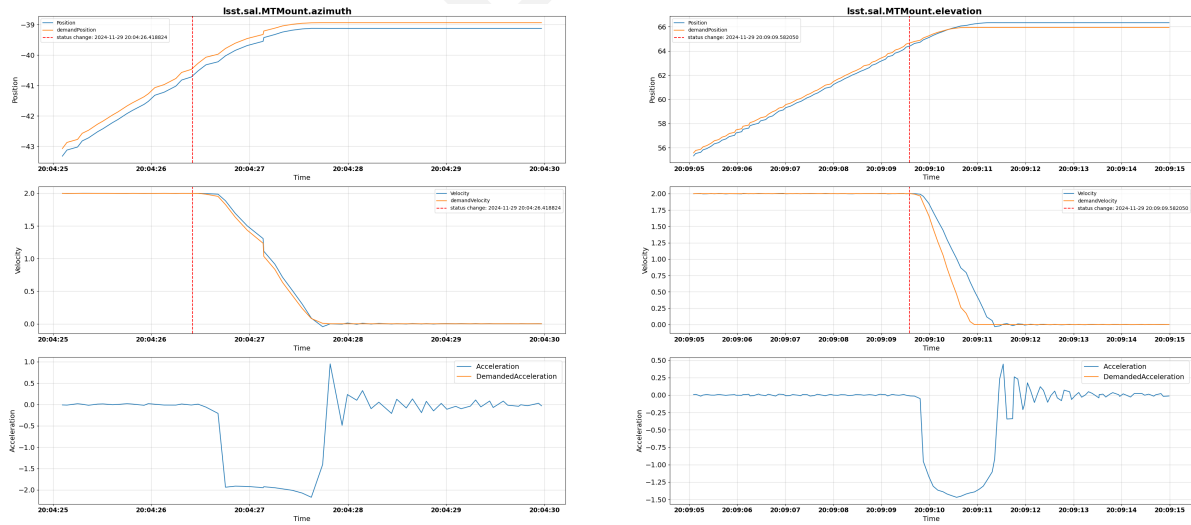 lsst.sal.MTMount.azimuth
Position
demandPosition
status change: 2024-11-29 20:04:26.418824
Position
−39
−40
−41
−42
−43
20:04:25 20:04:26 20:04:27 20:04:28 20:04:29 20:04:30
Time
Velocity
demandVelocity
status change: 2024-11-29 20:04:26.418824
Velocity
2.0
1.5
1.0
0.5
0.0
20:04:25 20:04:26 20:04:27 20:04:28 20:04:29 20:04:30
Time
Acceleration
DemandedAcceleration
Acceleration
1.0
0.5
0.0
−0.5
−1.0
−1.5
−2.0
20:04:25 20:04:26 20:04:27 20:04:28 20:04:29 20:04:30
Time
lsst.sal.MTMount.elevation
Position
demandPosition
status change: 2024-11-29 20:09:09.582050
Position
66
64
62
60
58
56
20:09:05 20:09:06 20:09:07 20:09:08 20:09:09 20:09:10 20:09:11 20:09:12 20:09:13 20:09:14 20:09:15
Time
Velocity
demandVelocity
status change: 2024-11-29 20:09:09.582050
Velocity
2.00
1.75
1.50
1.25
1.00
0.75
0.50
0.25
0.00
20:09:05 20:09:06 20:09:07 20:09:08 20:09:09 20:09:10 20:09:11 20:09:12 20:09:13 20:09:14 20:09:15
Time
Acceleration
DemandedAcceleration
Acceleration
0.50
0.25
0.00
−0.25
−0.50
−0.75
−1.00
−1.25
−1.50
20:09:05 20:09:06 20:09:07 20:09:08 20:09:09 20:09:10 20:09:11 20:09:12 20:09:13 20:09:14 20:09:15
Time